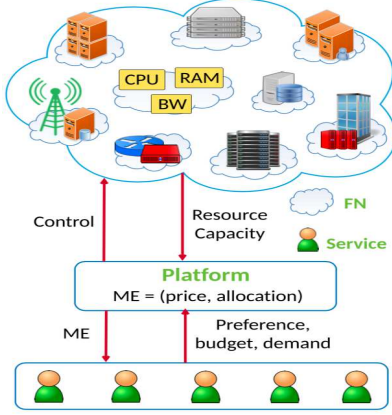 CPU
RAM
BW
Control
Resource
Capacity
FN
Service
Platform
ME = (price, allocation)
ME
Preference,
budget, demand